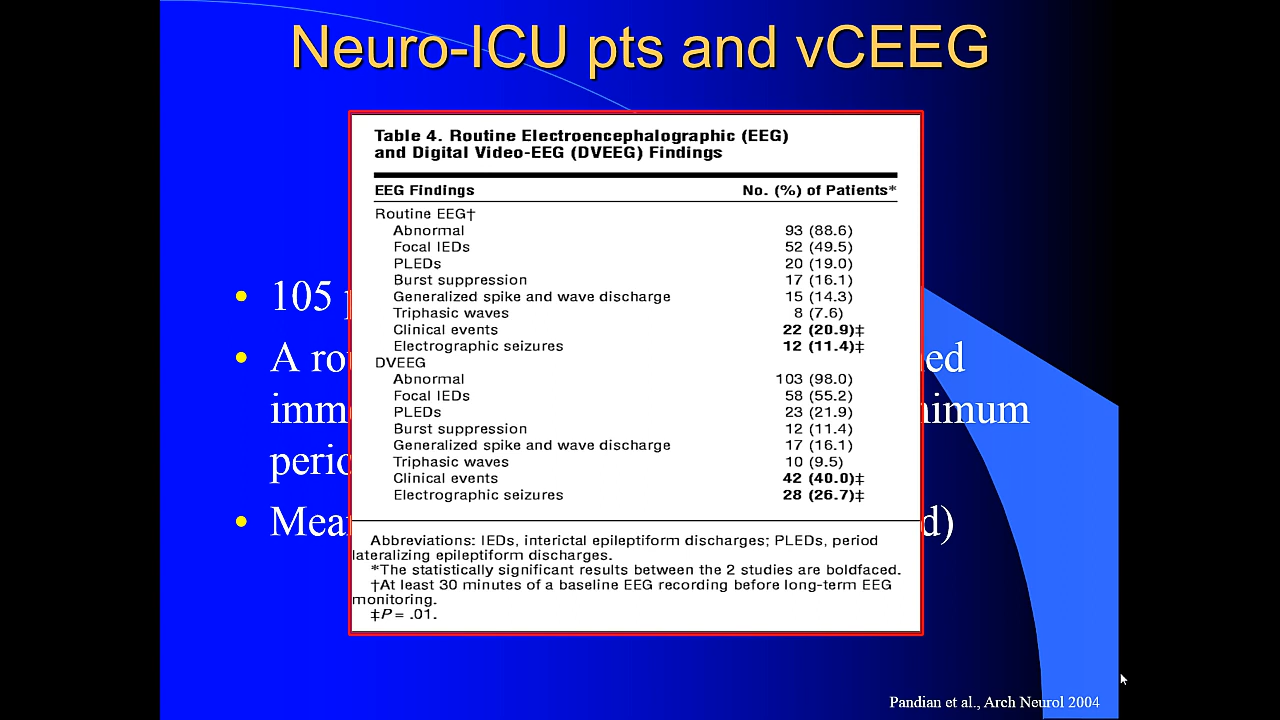 Neuro-ICU pts and vCEEG
Table 4. Routine Electroencephalographic (EEG)
and Digital Video-EEG (DVEEG) Findings
EEG Findings No. (%) of Patients*
Routine EEG†
Abnormal 93 (88.6)
Focal IEDs 52 (49.5)
PLEDs 20 (19.0)
Burst suppression 17 (16.1)
Generalized spike and wave discharge 15 (14.3)
Triphasic waves 8 (7.6)
Clinical events 22 (20.9)‡
Electrographic seizures 12 (11.4)‡
DVEEG
Abnormal 103 (98.0)
Focal IEDs 58 (55.2)
PLEDs 23 (21.9)
Burst suppression 12 (11.4)
Generalized spike and wave discharge 17 (16.1)
Triphasic waves 10 (9.5)
Clinical events 42 (40.0)‡
Electrographic seizures 28 (26.7)‡
Abbreviations: IEDs, interictal epileptiform discharges; PLEDs, period
lateralizing epileptiform discharges.
*The statistically significant results between the 2 studies are boldfaced.
†At least 30 minutes of a baseline EEG recording before long-term EEG
monitoring.
‡P = .01.
• 105
• A
•
Pandian et al., Arch Neurol 2004